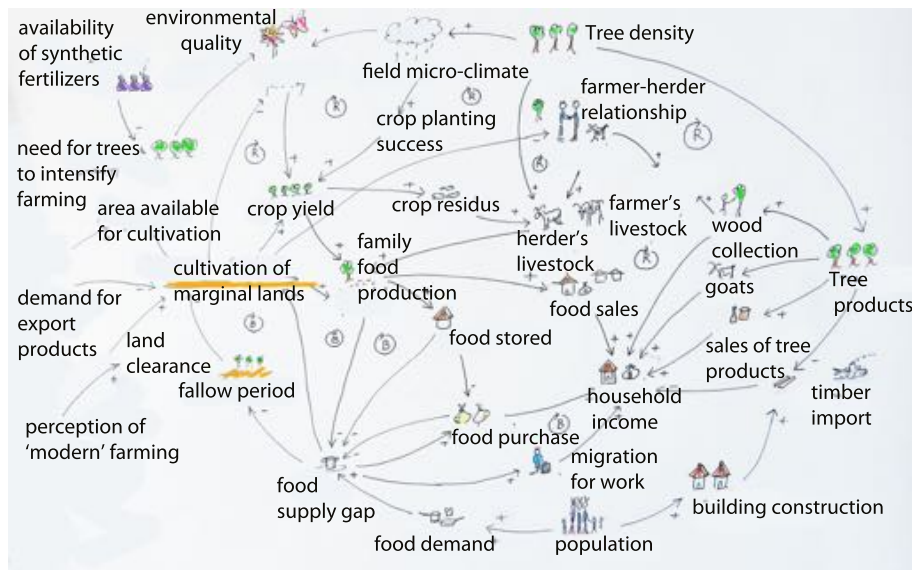 availability
of synthetic
fertilizers
environmental
quality
Tree density
field micro-climate
farmer-herder
relationship
crop planting
success
need for trees
to intensify
farming
area available
for cultivation
crop yield
crop residus
farmer's
livestock
herder's
livestock
wood
collection
family
food
production
cultivation of
marginal lands
goats
Tree
products
demand for
export
products
food sales
food stored
land
clearance
fallow period
sales of tree
products
timber
import
household
income
perception of
'modern' farming
food purchase
migration
for work
food
supply gap
building construction
food demand
population
R
R
R
R
R
R
B
B
B
B